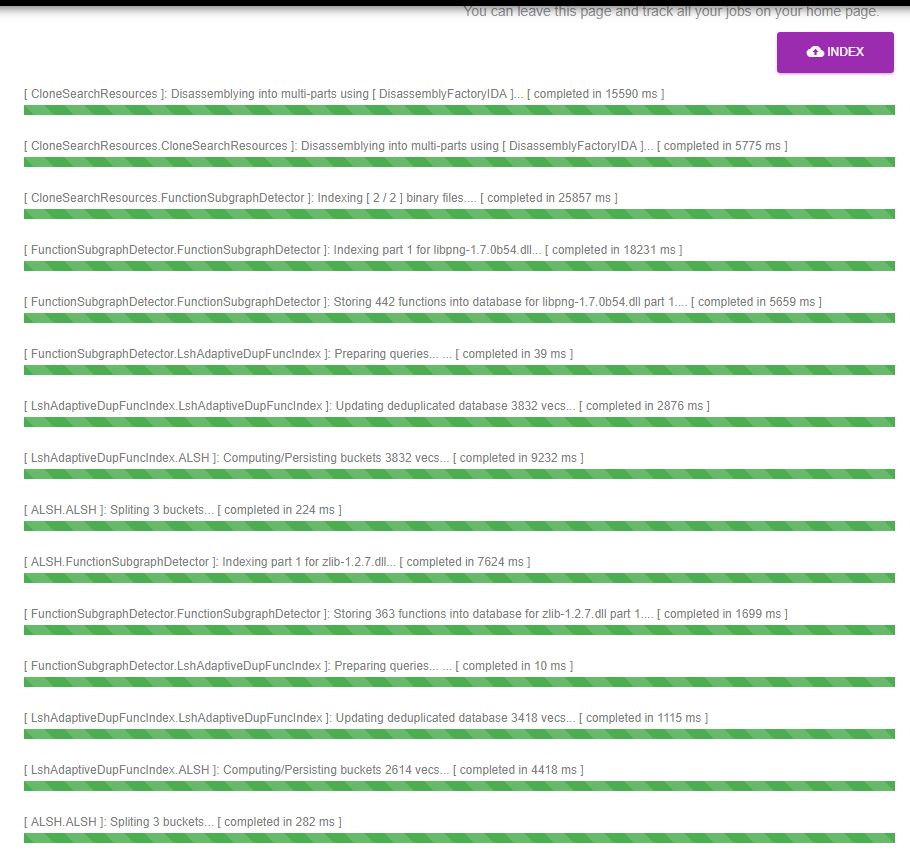 You can leave this page and track all your jobs on your home page.
INDEX
[ CloneSearchResources ]: Disassemblying into multi-parts using [ DisassemblyFactoryIDA ]... [ completed in 15590 ms ]
[ CloneSearchResources.CloneSearchResources ]: Disassemblying into multi-parts using [ DisassemblyFactoryIDA ]... [ completed in 5775 ms ]
[ CloneSearchResources.FunctionSubgraphDetector ]: Indexing [ 2 / 2 ] binary files.... [ completed in 25857 ms ]
[ FunctionSubgraphDetector.FunctionSubgraphDetector ]: Indexing part 1 for libpng-1.7.0b54.dll... [ completed in 18231 ms ]
[ FunctionSubgraphDetector.FunctionSubgraphDetector ]: Storing 442 functions into database for libpng-1.7.0b54.dll part 1.... [ completed in 5659 ms ]
[ FunctionSubgraphDetector.LshAdaptiveDupFuncIndex ]: Preparing queries... ... [ completed in 39 ms ]
[ LshAdaptiveDupFuncIndex.LshAdaptiveDupFuncIndex ]: Updating deduplicated database 3832 vecs... [ completed in 2876 ms ]
[ LshAdaptiveDupFuncIndex.ALSH ]: Computing/Persisting buckets 3832 vecs... [ completed in 9232 ms ]
[ ALSH.ALSH ]: Spliting 3 buckets... [ completed in 224 ms ]
[ ALSH.FunctionSubgraphDetector ]: Indexing part 1 for zlib-1.2.7.dll... [ completed in 7624 ms ]
[ FunctionSubgraphDetector.FunctionSubgraphDetector ]: Storing 363 functions into database for zlib-1.2.7.dll part 1.... [ completed in 1699 ms ]
[ FunctionSubgraphDetector.LshAdaptiveDupFuncIndex ]: Preparing queries... ... [ completed in 10 ms ]
[ LshAdaptiveDupFuncIndex.LshAdaptiveDupFuncIndex ]: Updating deduplicated database 3418 vecs... [ completed in 1115 ms ]
[ LshAdaptiveDupFuncIndex.ALSH ]: Computing/Persisting buckets 2614 vecs... [ completed in 4418 ms ]
[ ALSH.ALSH ]: Spliting 3 buckets... [ completed in 282 ms ]